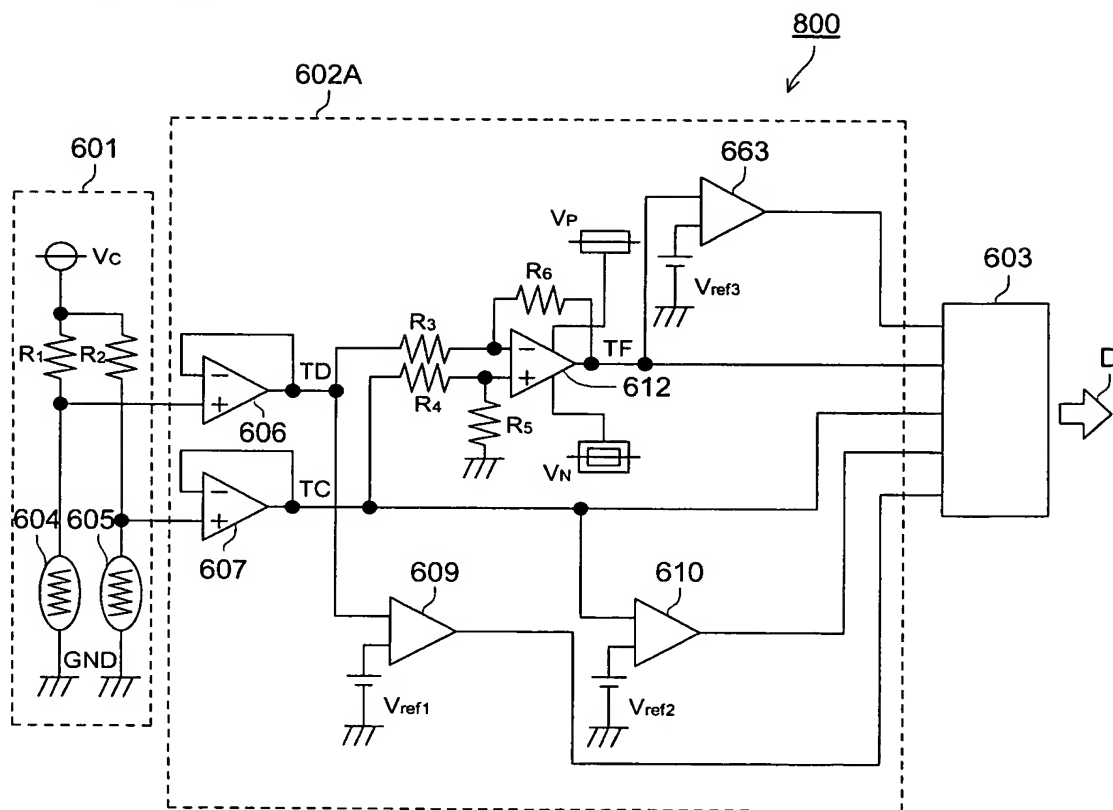 800
602A
601
663
VP
Vc
R6
Vref3
603
R1
R2
R3
TD
TF
D
606
R4
612
R5
VN
TC
604
605
607
609
610
GND
Vref1
Vref2